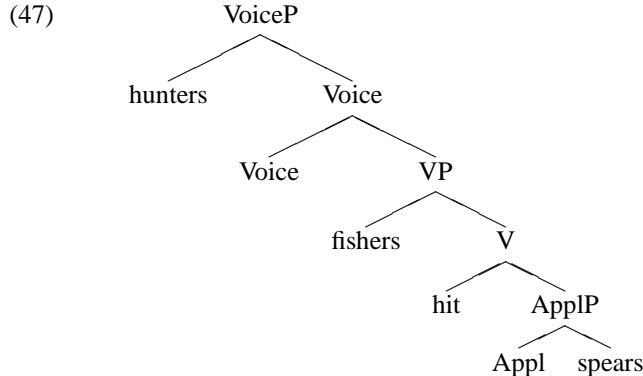 (47) VoiceP
hunters Voice
Voice VP
fishers V
hit ApplP
Appl spears